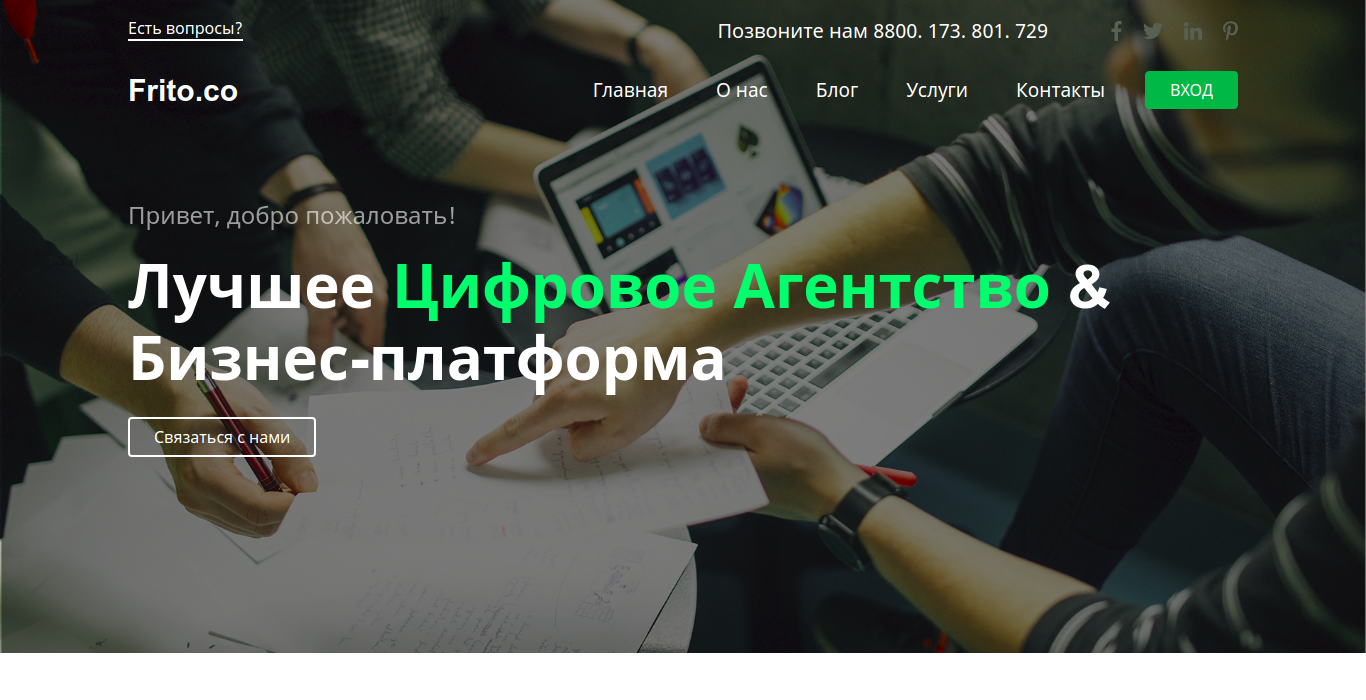 Есть вопросы?
Позвоните нам 8800. 173. 801. 729
Frito.co
Главная
О нас
Блог
Услуги
Контакты
ВХОД
Привет, добро пожаловать!
Лучшее Цифровое Агентство &
Бизнес-платформа
Связаться с нами